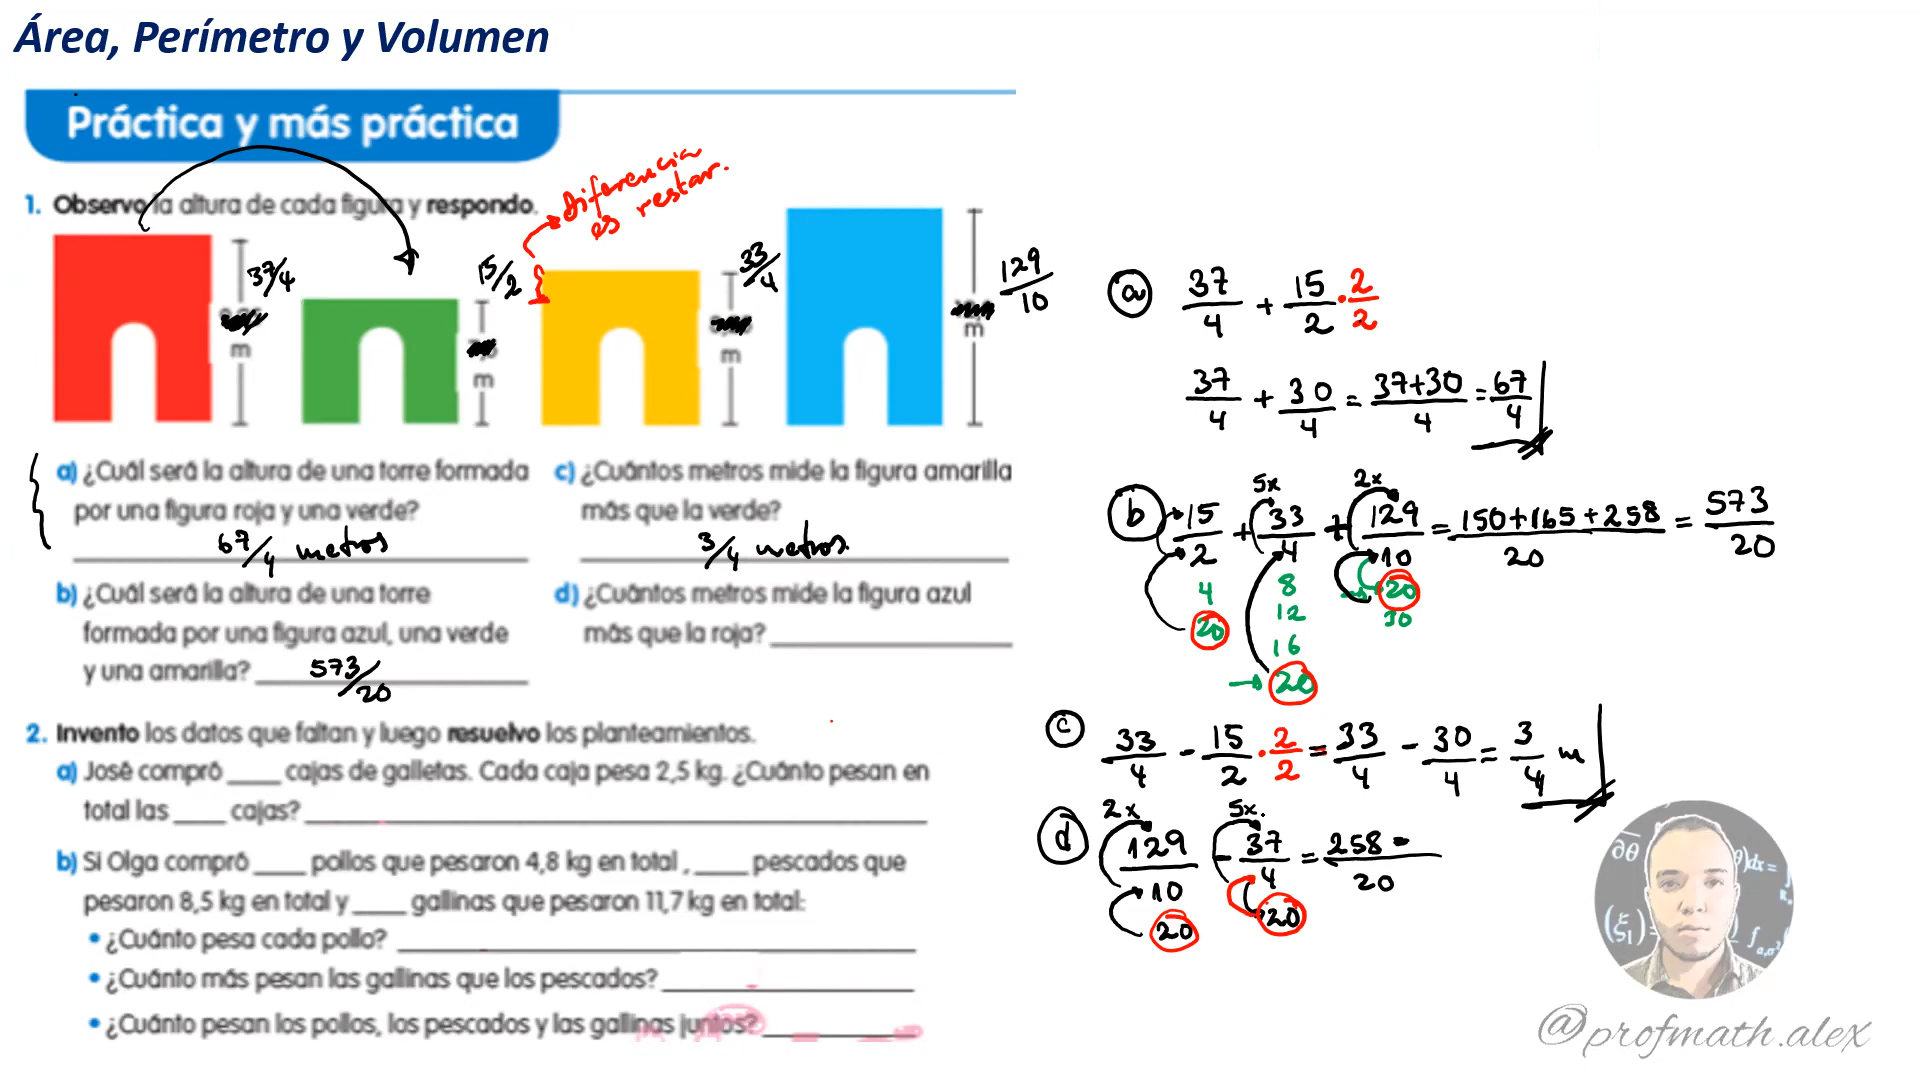 Área, Perímetro y Volumen
Práctica y más práctica
1. Observo la altura de cada figura y respondo.
Diferencia
es restar.
37/4
m
15/2
m
33/4
m
129/10
m
a) ¿Cuál será la altura de una torre formada
por una figura roja y una verde?
67/4 metros
b) ¿Cuál será la altura de una torre
formada por una figura azul, una verde
y una amarilla? 573/20
c) ¿Cuántos metros mide la figura amarilla
más que la verde?
3/4 metros.
d) ¿Cuántos metros mide la figura azul
más que la roja?
2. Invento los datos que faltan y luego resuelvo los planteamientos.
a) José compró ____ cajas de galletas. Cada caja pesa 2,5 kg. ¿Cuánto pesan en
total las ____ cajas?
b) Si Olga compró ____ pollos que pesaron 4,8 kg en total , ____ pescados que
pesaron 8,5 kg en total y ____ gallinas que pesaron 11,7 kg en total:
• ¿Cuánto pesa cada pollo?
• ¿Cuánto más pesan las gallinas que los pescados?
• ¿Cuánto pesan los pollos, los pescados y las gallinas juntos?
a 37/4 + 15/2 · 2/2
37/4 + 30/4 = 37+30/4 = 67/4
5x 2x
b 15/2 + 33/4 + 129/10 = 150+165+258/20 = 573/20
4 8 20
20 12 30
16
20
c 33/4 - 15/2 · 2/2 = 33/4 - 30/4 = 3/4 m
2x 5x.
d 129/10 - 37/4 = 258 -/20
20 20
@profmath.alex